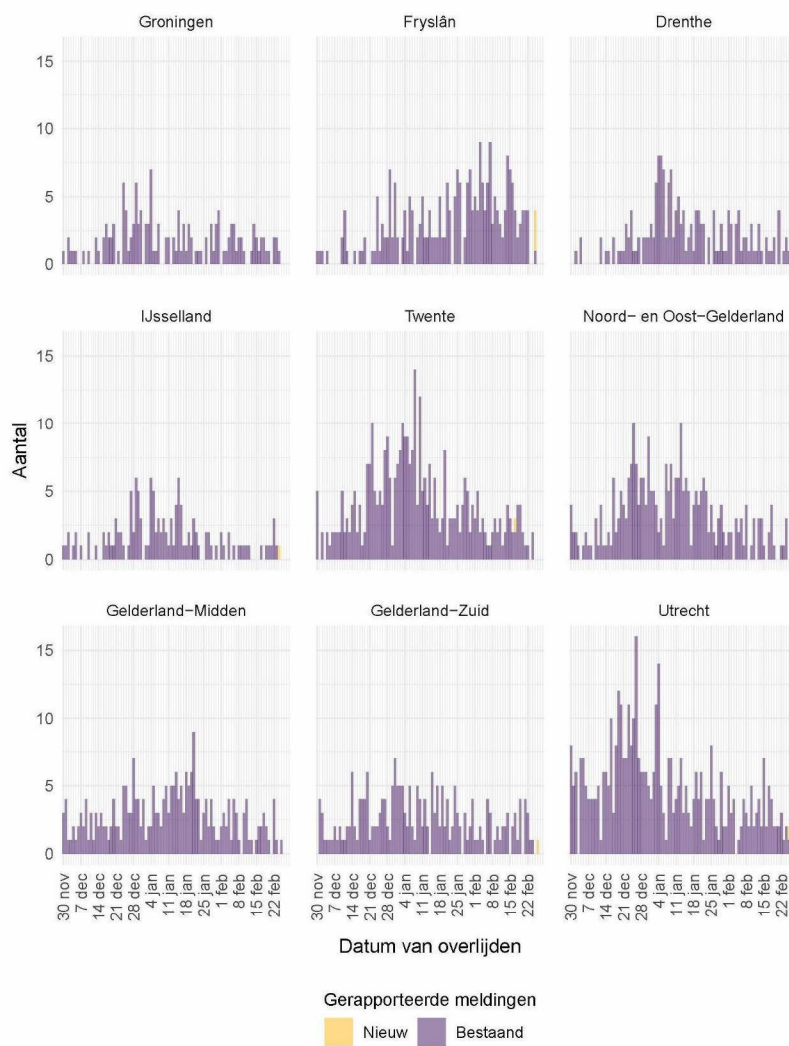 Groningen Fryslân Drenthe
15
10
5
0
IJsselland Twente Noord− en Oost−Gelderland
Aantal
15
10
5
0
Gelderland−Midden Gelderland−Zuid Utrecht
15
10
5
0
30 nov 7 dec 14 dec 21 dec 28 dec 4 jan 11 jan 18 jan 25 jan 1 feb 8 feb 15 feb 22 feb 30 nov 7 dec 14 dec 21 dec 28 dec 4 jan 11 jan 18 jan 25 jan 1 feb 8 feb 15 feb 22 feb 30 nov 7 dec 14 dec 21 dec 28 dec 4 jan 11 jan 18 jan 25 jan 1 feb 8 feb 15 feb 22 feb
Datum van overlijden
Gerapporteerde meldingen
Nieuw Bestaand